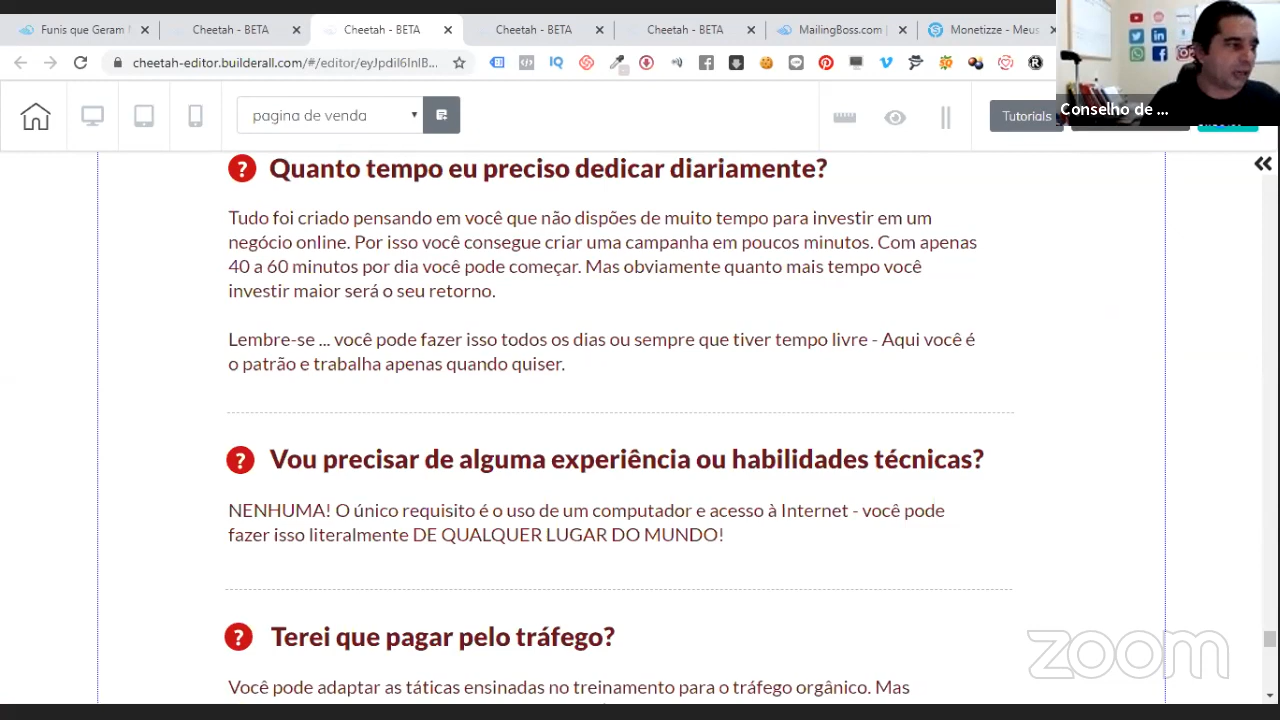 Funis que Geram
Cheetah - BETA
Cheetah - BETA
Cheetah - BETA
Cheetah - BETA
MailingBoss.com |
Monetizze - Meus
cheetah-editor.builderall.com/#/editor/eyJpdiI6InlB...
pagina de venda
Tutorials
Conselho de ...
Quanto tempo eu preciso dedicar diariamente?
Tudo foi criado pensando em você que não dispões de muito tempo para investir em um
negócio online. Por isso você consegue criar uma campanha em poucos minutos. Com apenas
40 a 60 minutos por dia você pode começar. Mas obviamente quanto mais tempo você
investir maior será o seu retorno.
Lembre-se ... você pode fazer isso todos os dias ou sempre que tiver tempo livre - Aqui você é
o patrão e trabalha apenas quando quiser.
Vou precisar de alguma experiência ou habilidades técnicas?
NENHUMA! O único requisito é o uso de um computador e acesso à Internet - você pode
fazer isso literalmente DE QUALQUER LUGAR DO MUNDO!
Terei que pagar pelo tráfego?
Você pode adaptar as táticas ensinadas no treinamento para o tráfego orgânico. Mas
zoom